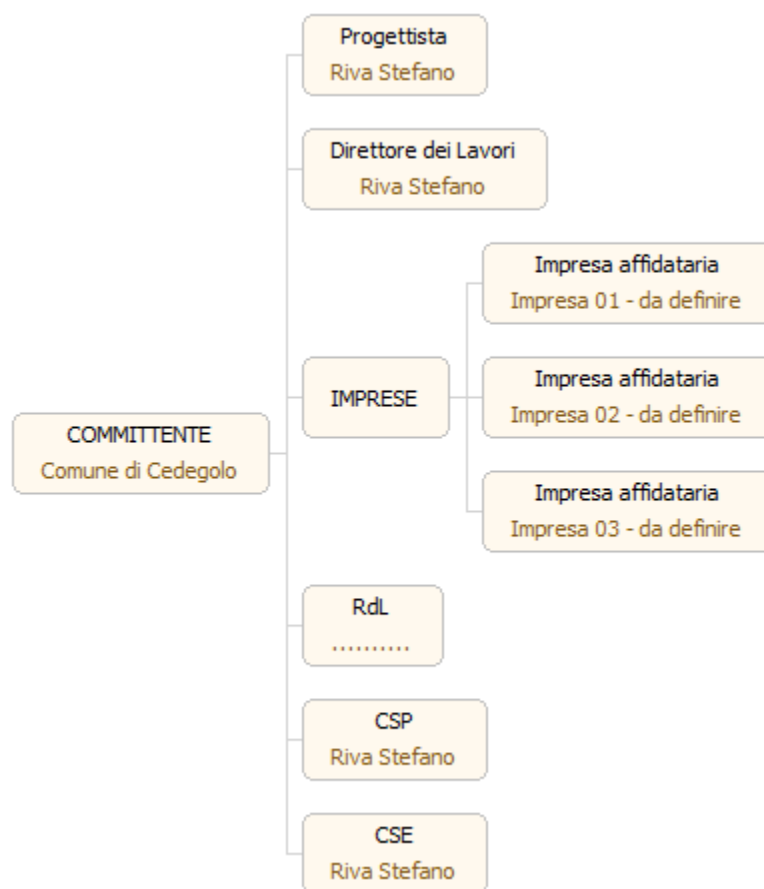 Progettista
Riva Stefano
Direttore dei Lavori
Riva Stefano
Impresa affidataria
Impresa 01 - da definire
IMPRESE
Impresa affidataria
Impresa 02 - da definire
COMMITTENTE
Comune di Cedegolo
Impresa affidataria
Impresa 03 - da definire
RdL
..........
CSP
Riva Stefano
CSE
Riva Stefano